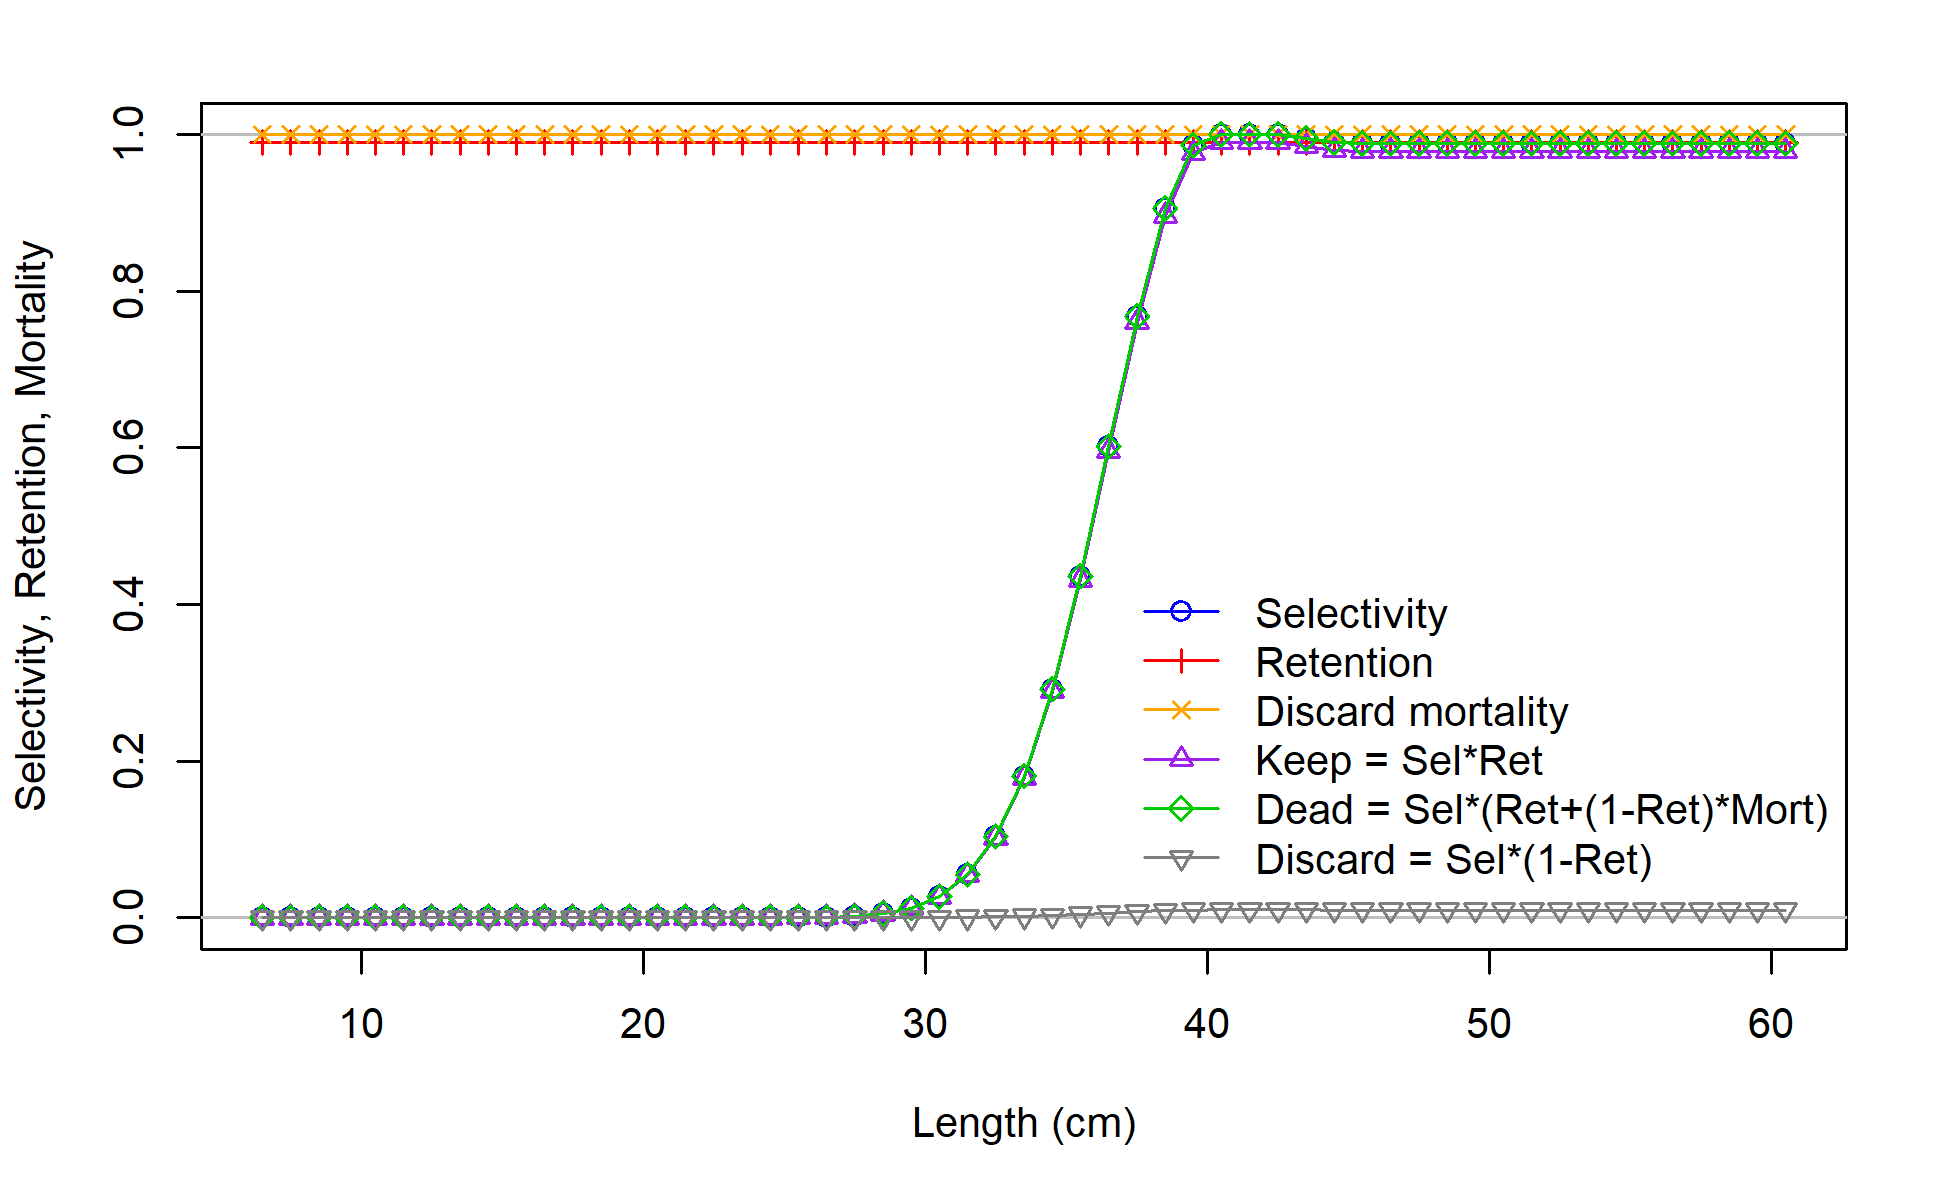 Selectivity, Retention, Mortality
1.0
0.8
0.6
0.4
0.2
0.0
Selectivity
Retention
Discard mortality
Keep = Sel*Ret
Dead = Sel*(Ret+(1-Ret)*Mort)
Discard = Sel*(1-Ret)
10 20 30 40 50 60
Length (cm)